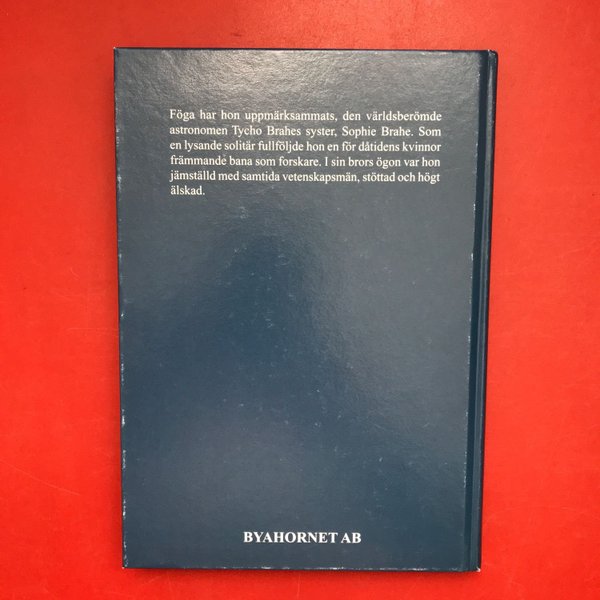 Föga har hon uppmärksammats, den världsberömde
astronomen Tycho Brahes syster, Sophie Brahe. Som
en lysande solitär fullföljde hon en för dåtidens kvinnor
främmande bana som forskare. I sin brors ögon var hon
jämställd med samtida vetenskapsmän, stöttad och högt
älskad.
BYAHORNET AB